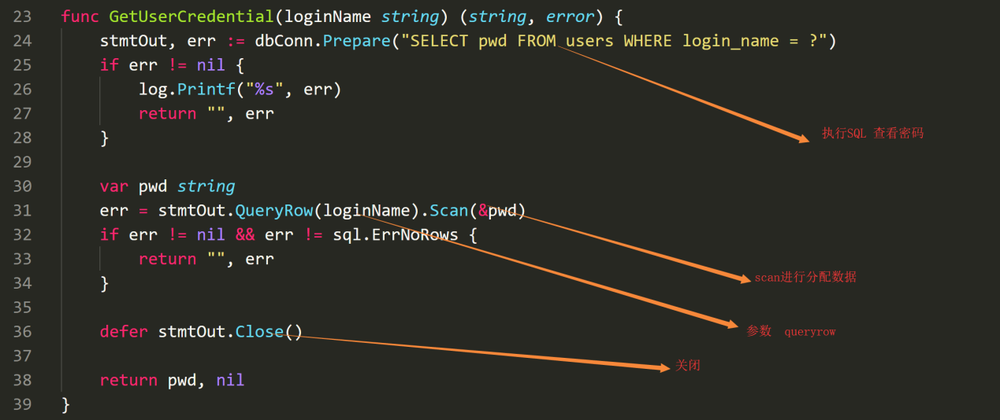 23 func GetUserCredential(loginName string) (string, error) {
24 stmtOut, err := dbConn.Prepare("SELECT pwd FROM users WHERE login_name = ?")
25 if err != nil {
26 log.Printf("%s", err)
27 return "", err
28 }
执行SQL 查看密码
29
30 var pwd string
31 err = stmtOut.QueryRow(loginName).Scan(&pwd)
32 if err != nil && err != sql.ErrNoRows {
33 return "", err
34 }
scan进行分配数据
35
36 defer stmtOut.Close()
参数 queryrow
37
关闭
38 return pwd, nil
39 }